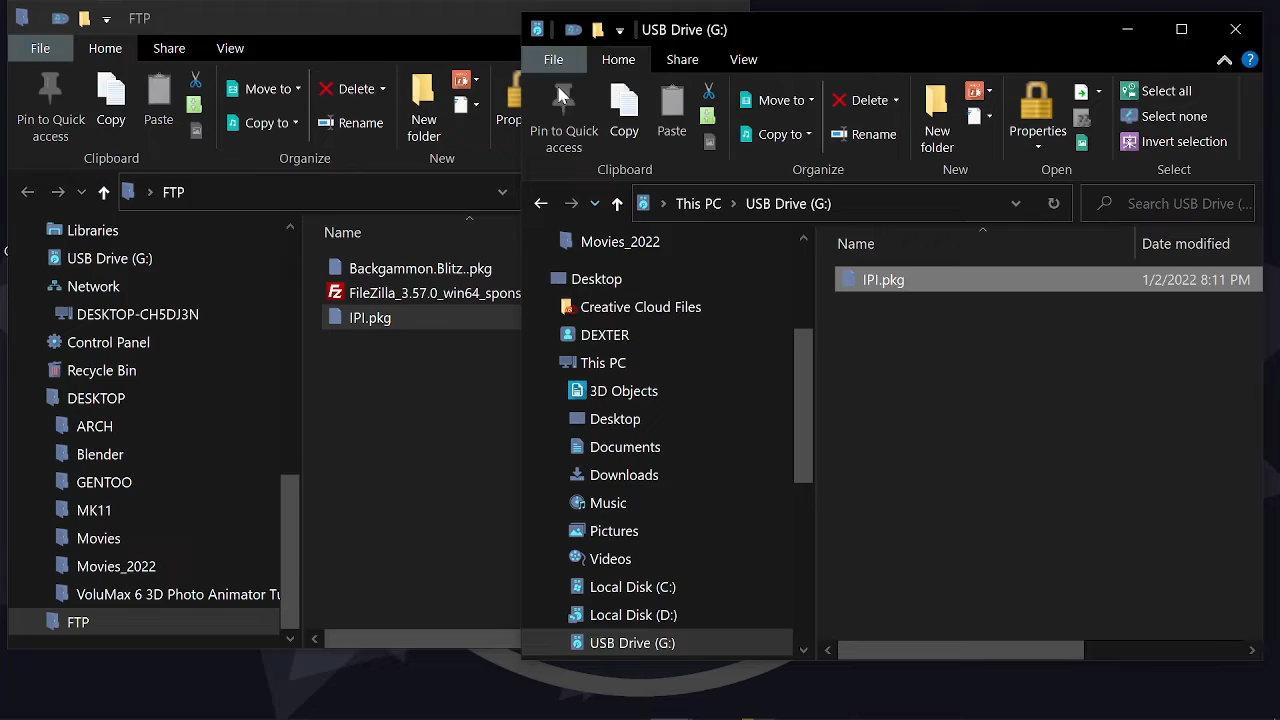 FTP
File
Home
Share
View
Pin to Quick
access
Copy
Paste
Move to
Copy to
Delete
Rename
New
folder
Prop
Clipboard
Organize
New
FTP
Libraries
USB Drive (G:)
Network
DESKTOP-CH5DJ3N
Control Panel
Recycle Bin
DESKTOP
ARCH
Blender
GENTOO
MK11
Movies
Movies_2022
VoluMax 6 3D Photo Animator Tu
FTP
Name
Backgammon.Blitz..pkg
FileZilla_3.57.0_win64_spons
IPI.pkg
USB Drive (G:)
File
Home
Share
View
Pin to Quick
access
Copy
Paste
Move to
Copy to
Delete
Rename
New
folder
Properties
Select all
Select none
Invert selection
Clipboard
Organize
New
Open
Select
This PC
USB Drive (G:)
Search USB Drive (...
Movies_2022
Desktop
Creative Cloud Files
DEXTER
This PC
3D Objects
Desktop
Documents
Downloads
Music
Pictures
Videos
Local Disk (C:)
Local Disk (D:)
USB Drive (G:)
Name
Date modified
IPI.pkg
1/2/2022 8:11 PM